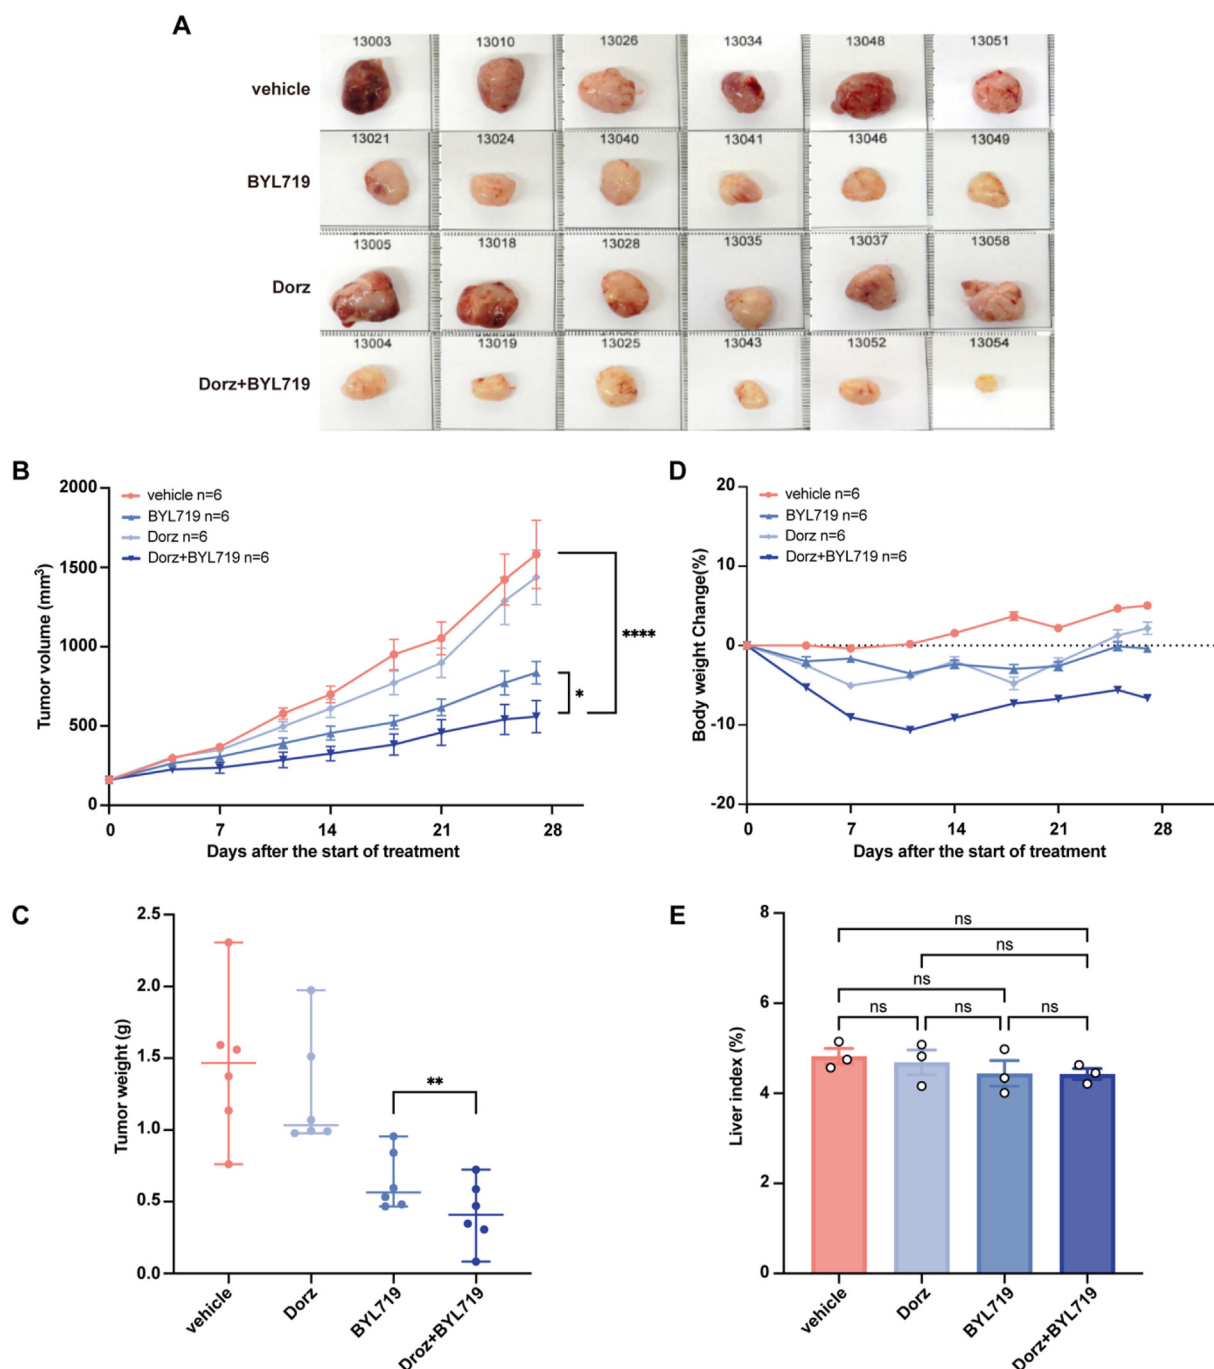 A
13003 13010 13026 13034 13048 13051
vehicle
13021 13024 13040 13041 13046 13049
BYL719
13005 13018 13028 13035 13037 13058
Dorz
13004 13019 13025 13043 13052 13054
Dorz+BYL719
B
2000
1500
1000
500
0
Tumor volume (mm³)
vehicle n=6
BYL719 n=6
Dorz n=6
Dorz+BYL719 n=6
****
*
0 7 14 21 28
Days after the start of treatment
D
20
10
0
-10
-20
Body weight Change(%)
vehicle n=6
BYL719 n=6
Dorz n=6
Dorz+BYL719 n=6
0 7 14 21 28
Days after the start of treatment
C
2.5
2.0
1.5
1.0
0.5
0.0
Tumor weight (g)
**
vehicle Dorz BYL719 Droz+BYL719
E
8
6
4
2
0
Liver index (%)
ns
ns
ns
ns ns ns
vehicle Dorz BYL719 Dorz+BYL719